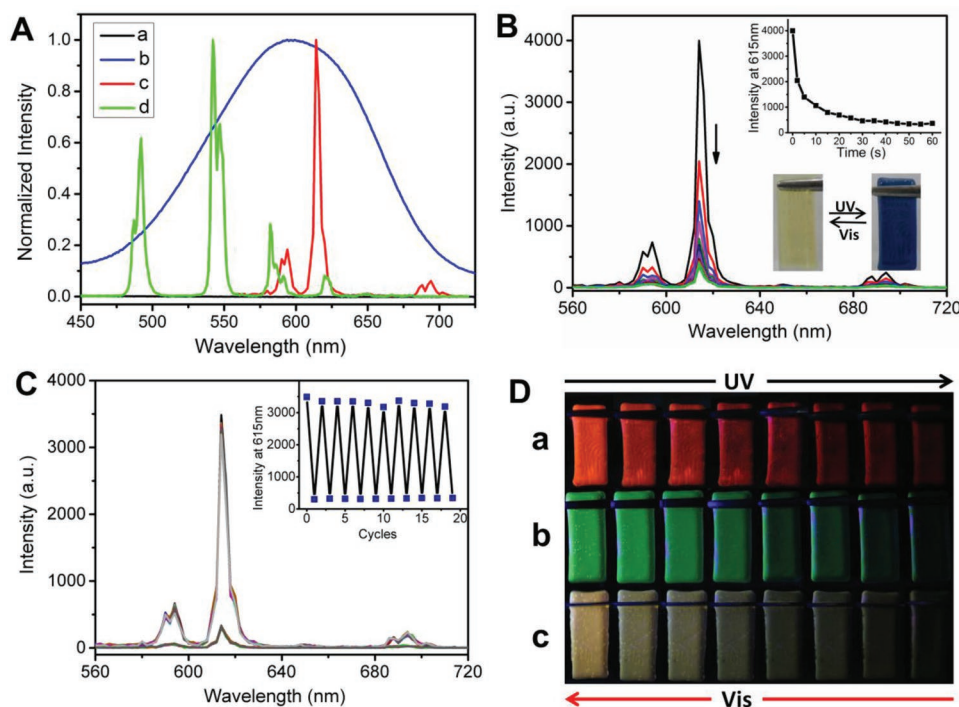 A
Normalized Intensity
1.0
0.8
0.6
0.4
0.2
0.0
a
b
c
d
450 500 550 600 650 700
Wavelength (nm)
B
Intensity (a.u.)
4000
3000
2000
1000
0
560 600 640 680 720
Wavelength (nm)
Intensity at 615nm
4000
3000
2000
1000
0
0 10 20 30 40 50 60
Time (s)
UV
Vis
C
Intensity (a.u.)
4000
3000
2000
1000
0
560 600 640 680 720
Wavelength (nm)
Intensity at 615nm
3500
3000
2500
2000
1500
1000
500
0
0 5 10 15 20
Cycles
D
UV
a
b
c
Vis